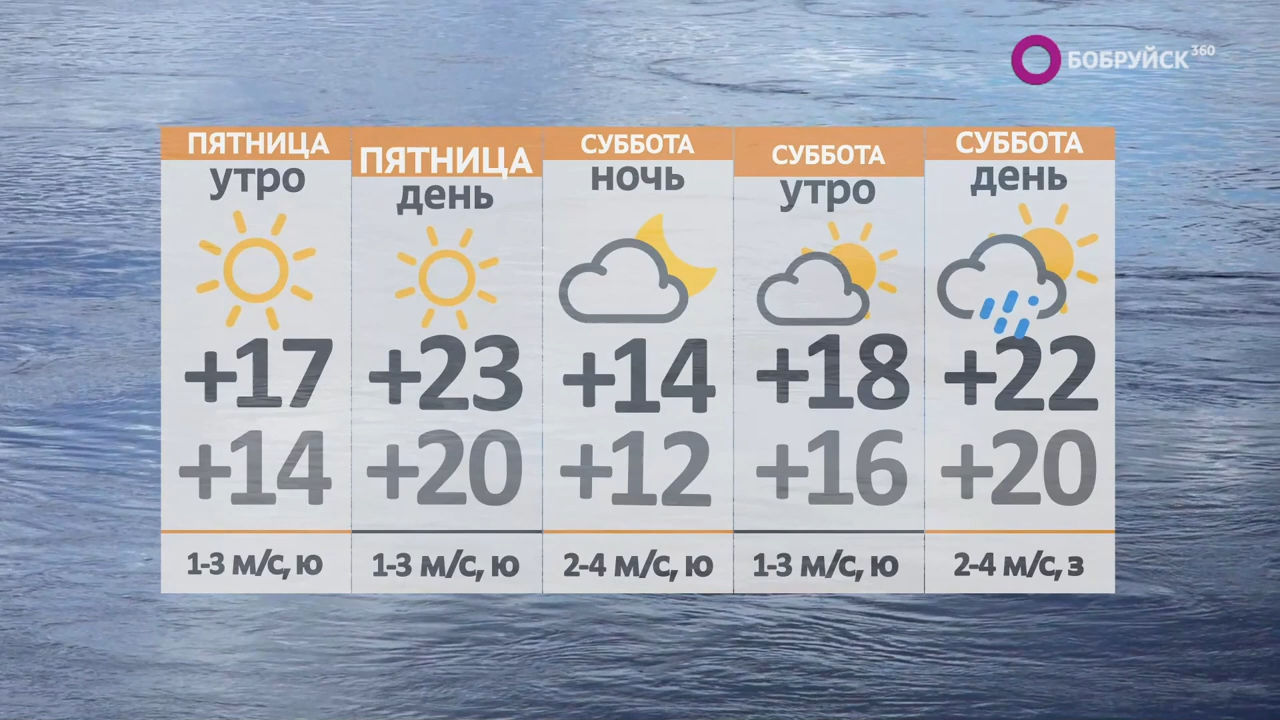 БОБРУЙСК 360
ПЯТНИЦА
утро
+17
+14
1-3 м/с, ю
ПЯТНИЦА
день
+23
+20
1-3 м/с, ю
СУББОТА
ночь
+14
+12
2-4 м/с, ю
СУББОТА
утро
+18
+16
1-3 м/с, ю
СУББОТА
день
+22
+20
2-4 м/с, з